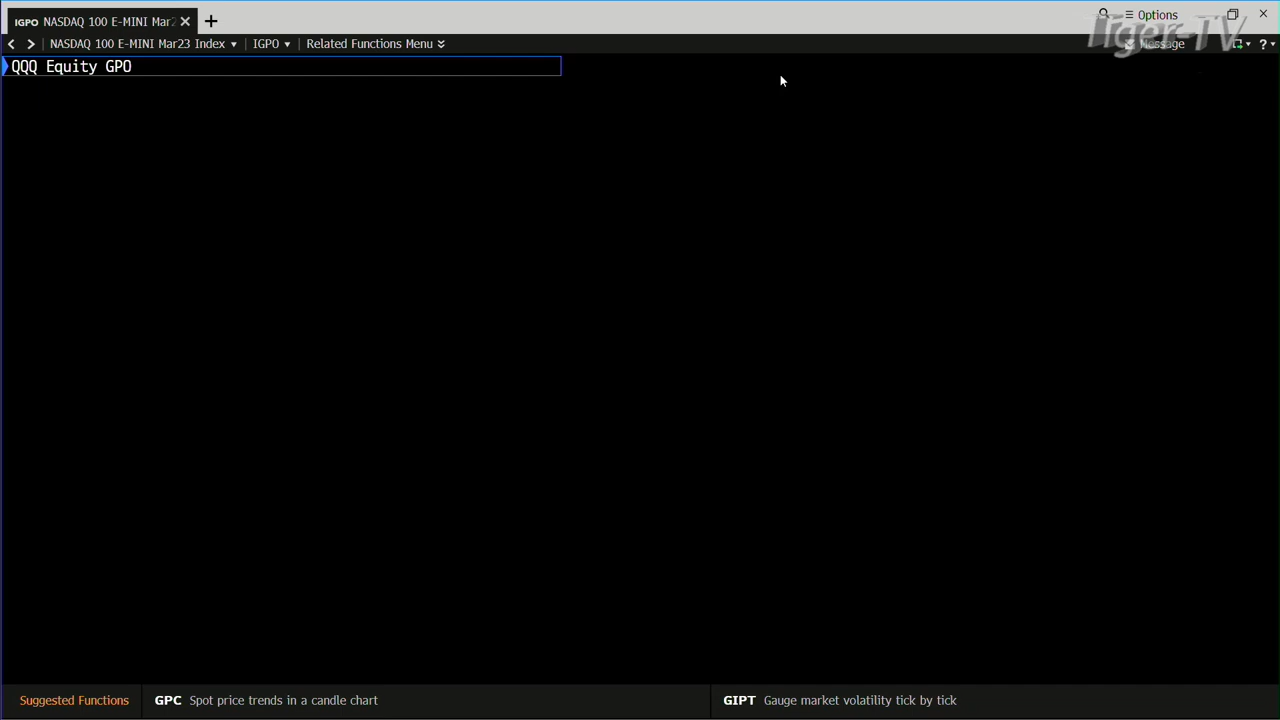 IGPO NASDAQ 100 E-MINI Mar2
Options
Tiger-TV
NASDAQ 100 E-MINI Mar23 Index IGPO Related Functions Menu Message ?
QQQ Equity GPO
Suggested Functions GPC Spot price trends in a candle chart GIPT Gauge market volatility tick by tick